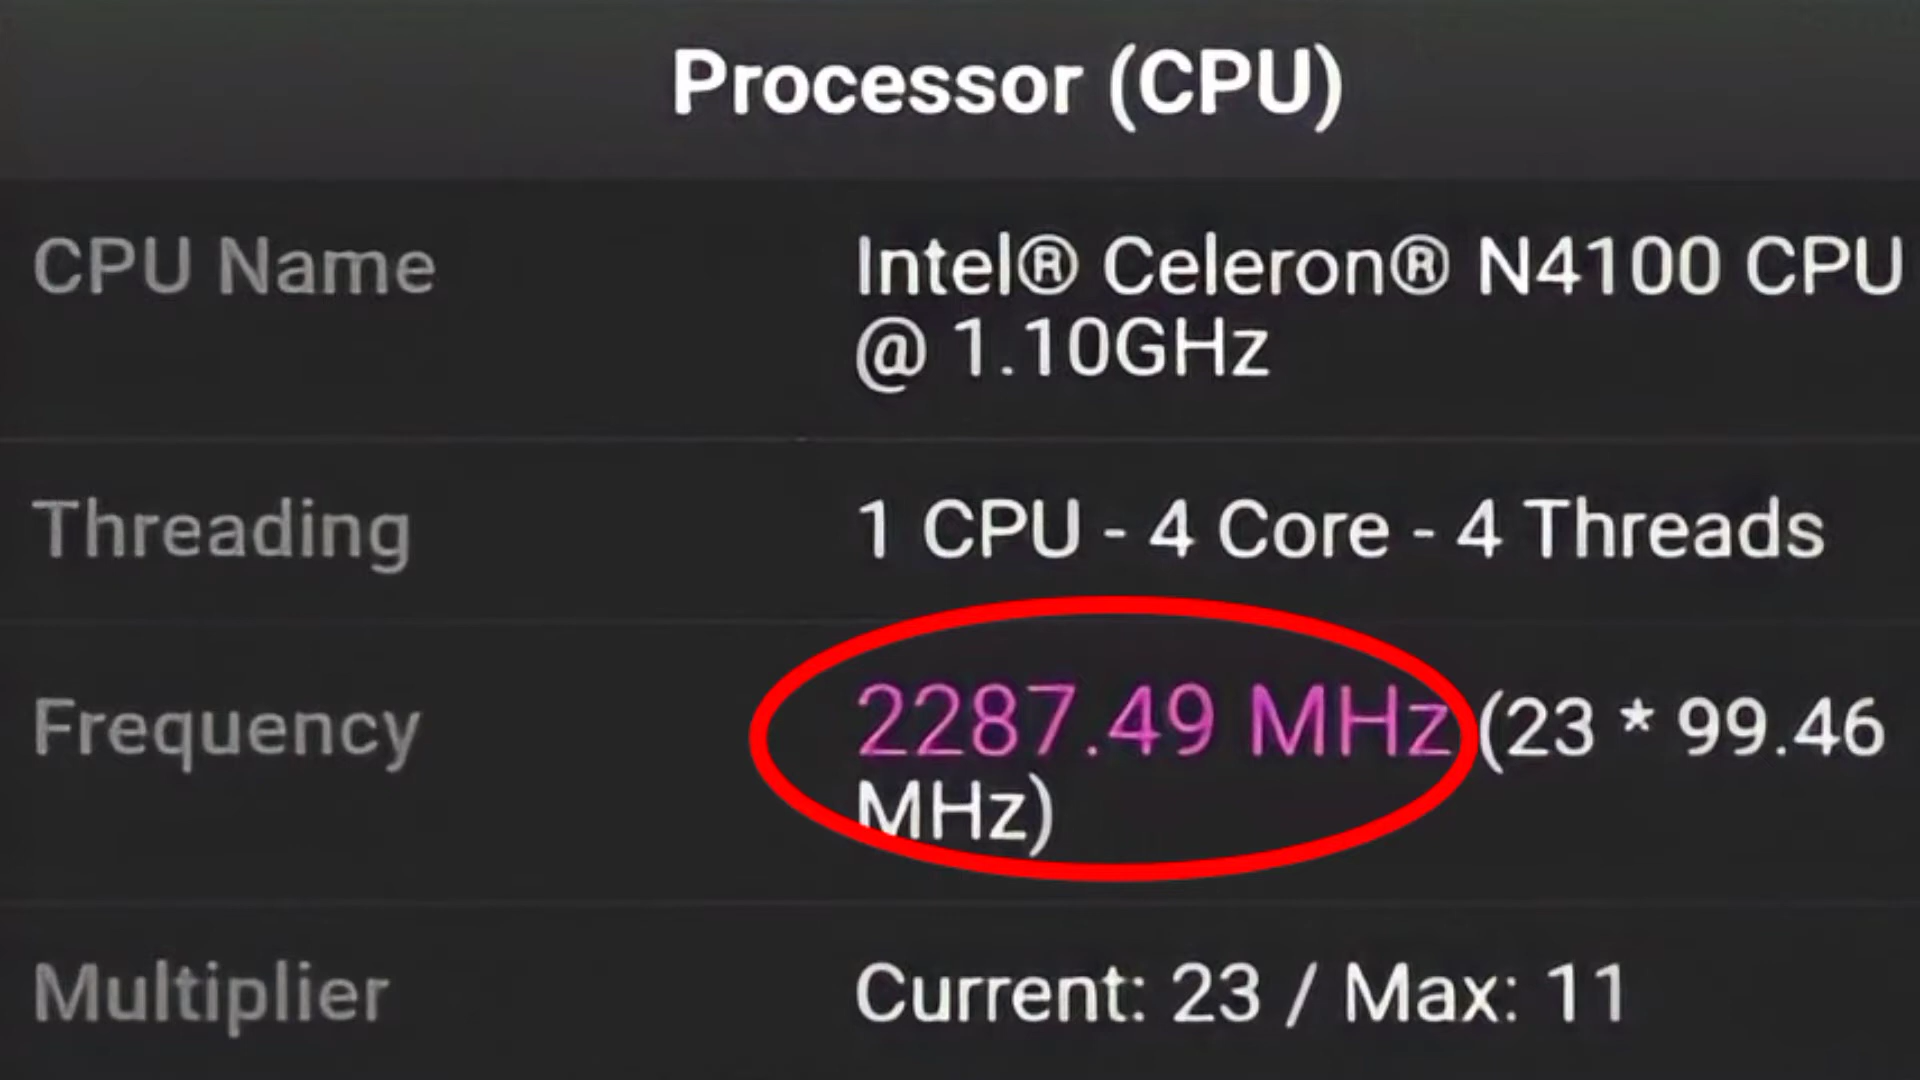 Processor (CPU)
CPU Name
Intel® Celeron® N4100 CPU
@ 1.10GHz
Threading
1 CPU - 4 Core - 4 Threads
Frequency
2287.49 MHz (23 * 99.46
MHz)
Multiplier
Current: 23 / Max: 11